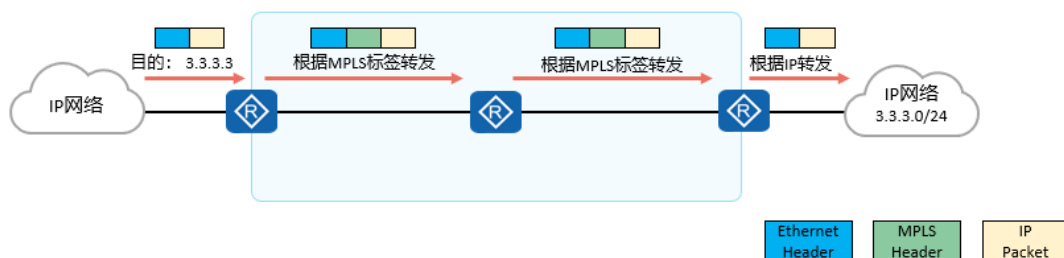 目的： 3.3.3.3
根据MPLS标签转发
根据MPLS标签转发
根据IP转发
IP网络
R
R
R
IP网络
3.3.3.0/24
Ethernet
Header
MPLS
Header
IP
Packet